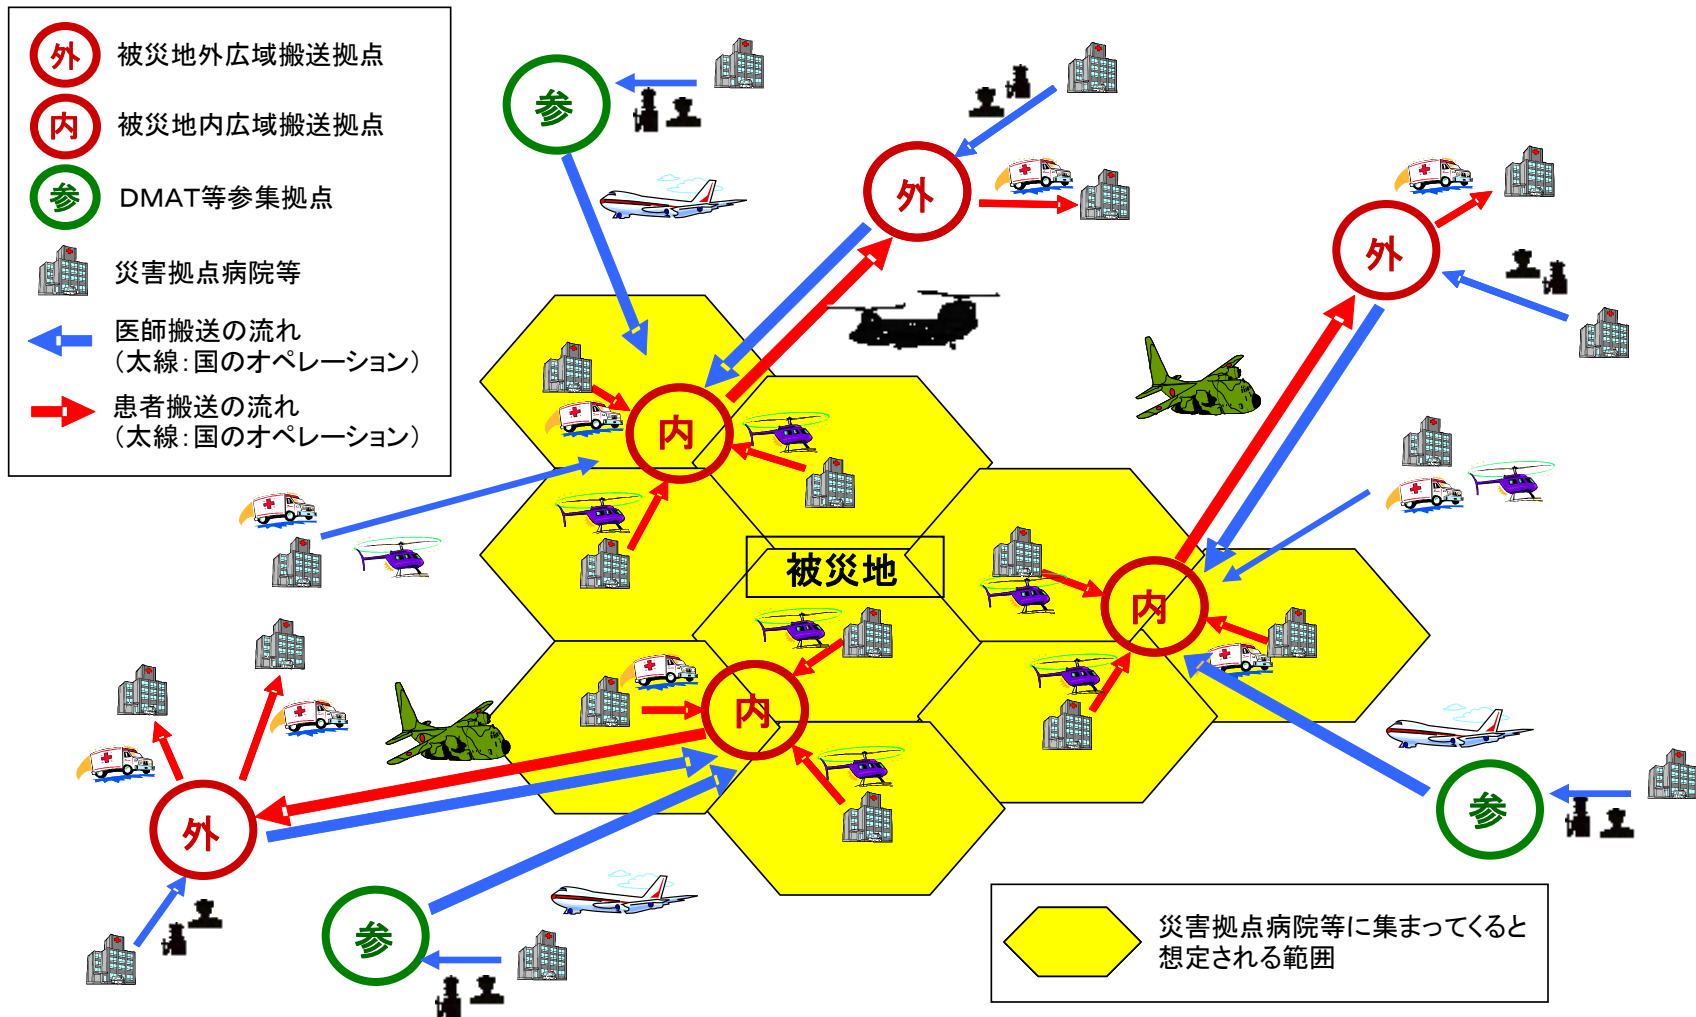 外 被災地外広域搬送拠点
内 被災地内広域搬送拠点
参 DMAT等参集拠点
災害拠点病院等
医師搬送の流れ
(太線:国のオペレーション)
患者搬送の流れ
(太線:国のオペレーション)
参
外
外
内
被災地
内
内
外
参
参
災害拠点病院等に集まってくると
想定される範囲